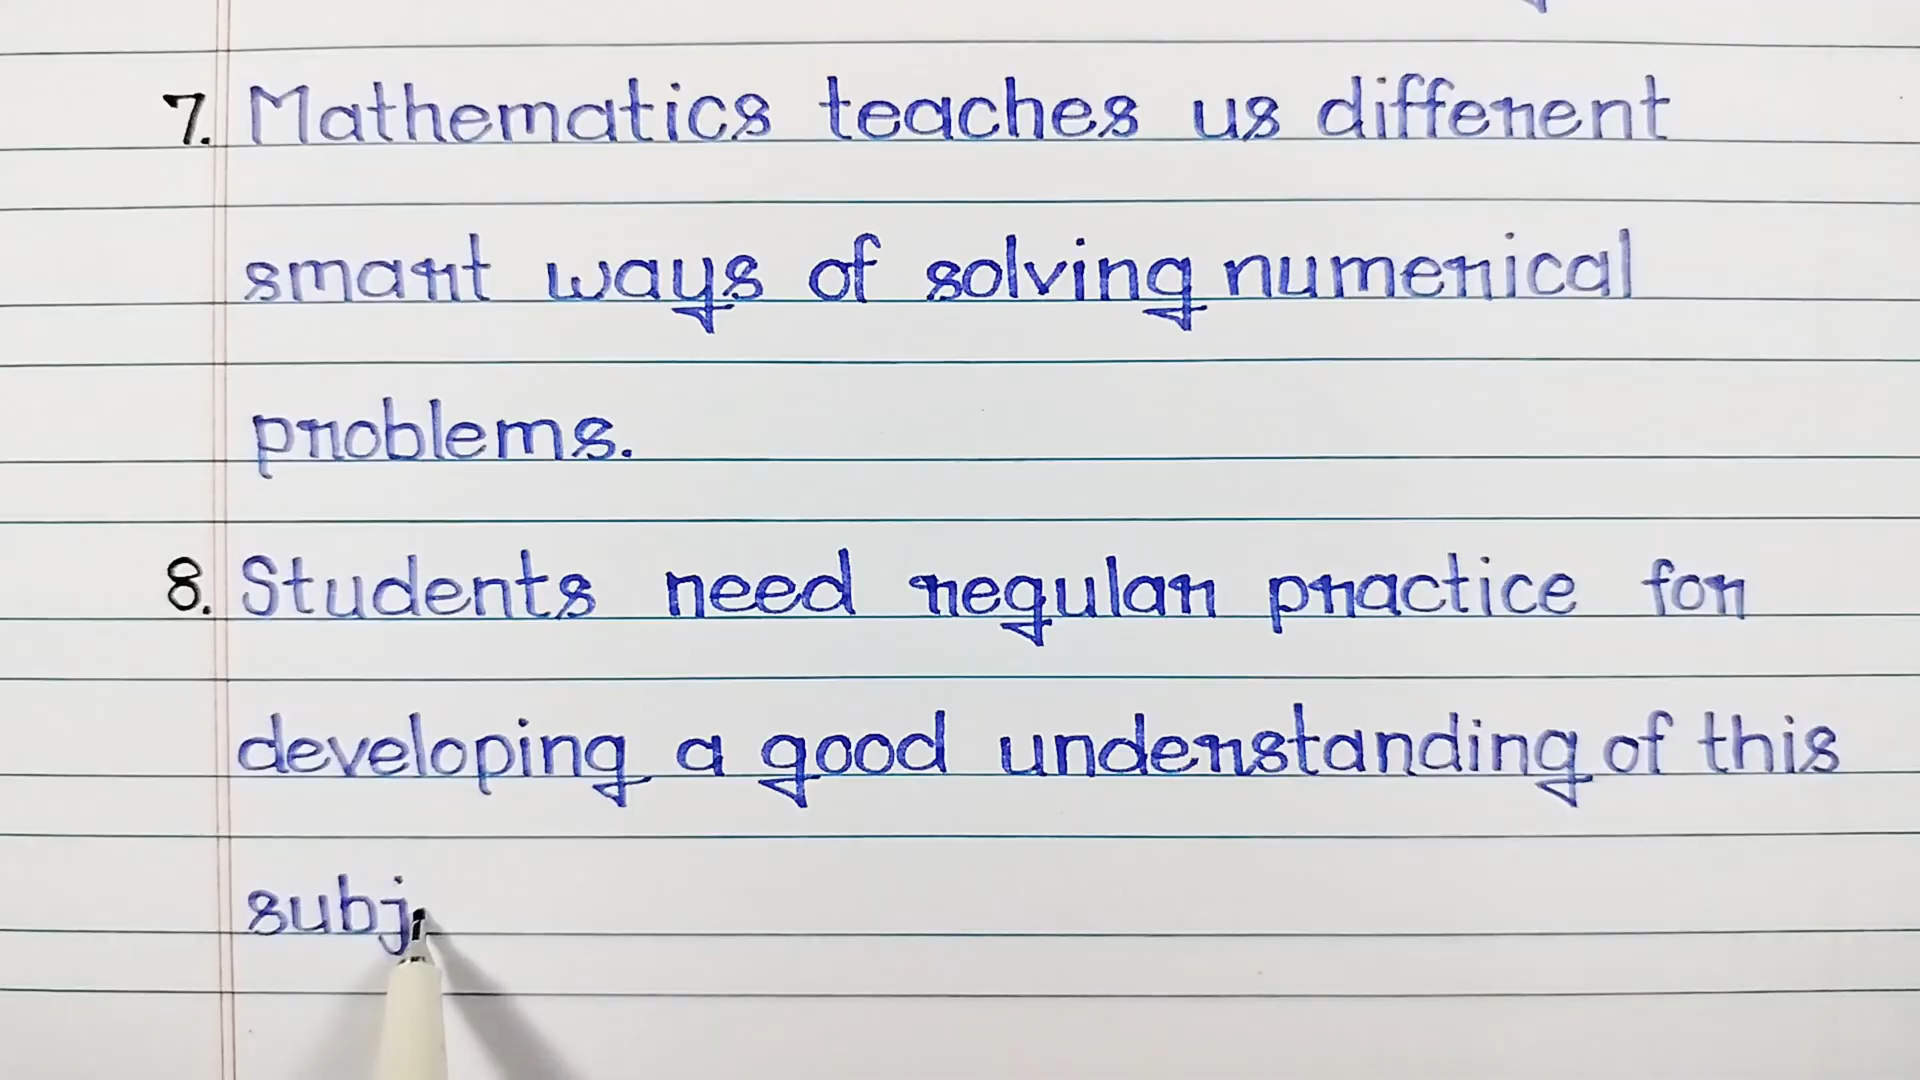 7. Mathematics teaches us different
smart ways of solving numerical
problems.
8. Students need regular practice for
developing a good understanding of this
subj